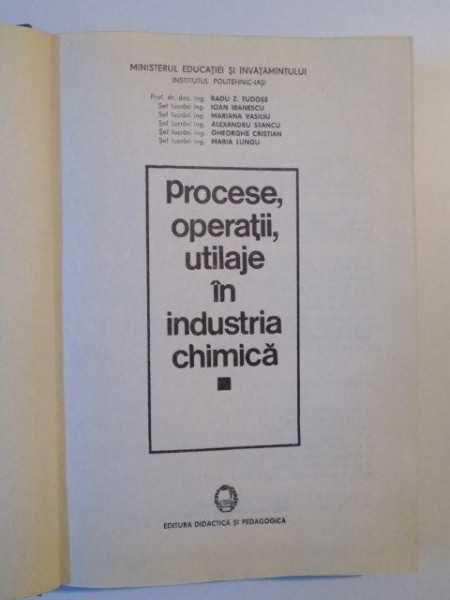 MINISTERUL EDUCAȚIEI ȘI INVĂȚĂMÎNTULUI
INSTITUTUL POLITEHNIC-IAȘI
Prof. dr. doc. ing. RADU Z. TUDOSE
Șef lucrări ing. IOAN IBANESCU
Șef lucrări ing. MARIANA VASILIU
Șef lucrări ing. ALEXANDRU STANCU
Șef lucrări ing. GHEORGHE CRISTIAN
Șef lucrări ing. MARIA LUNGU
Procese,
operații,
utilaje
în
industria
chimică
EDITURA DIDACTICĂ ȘI PEDAGOGICA